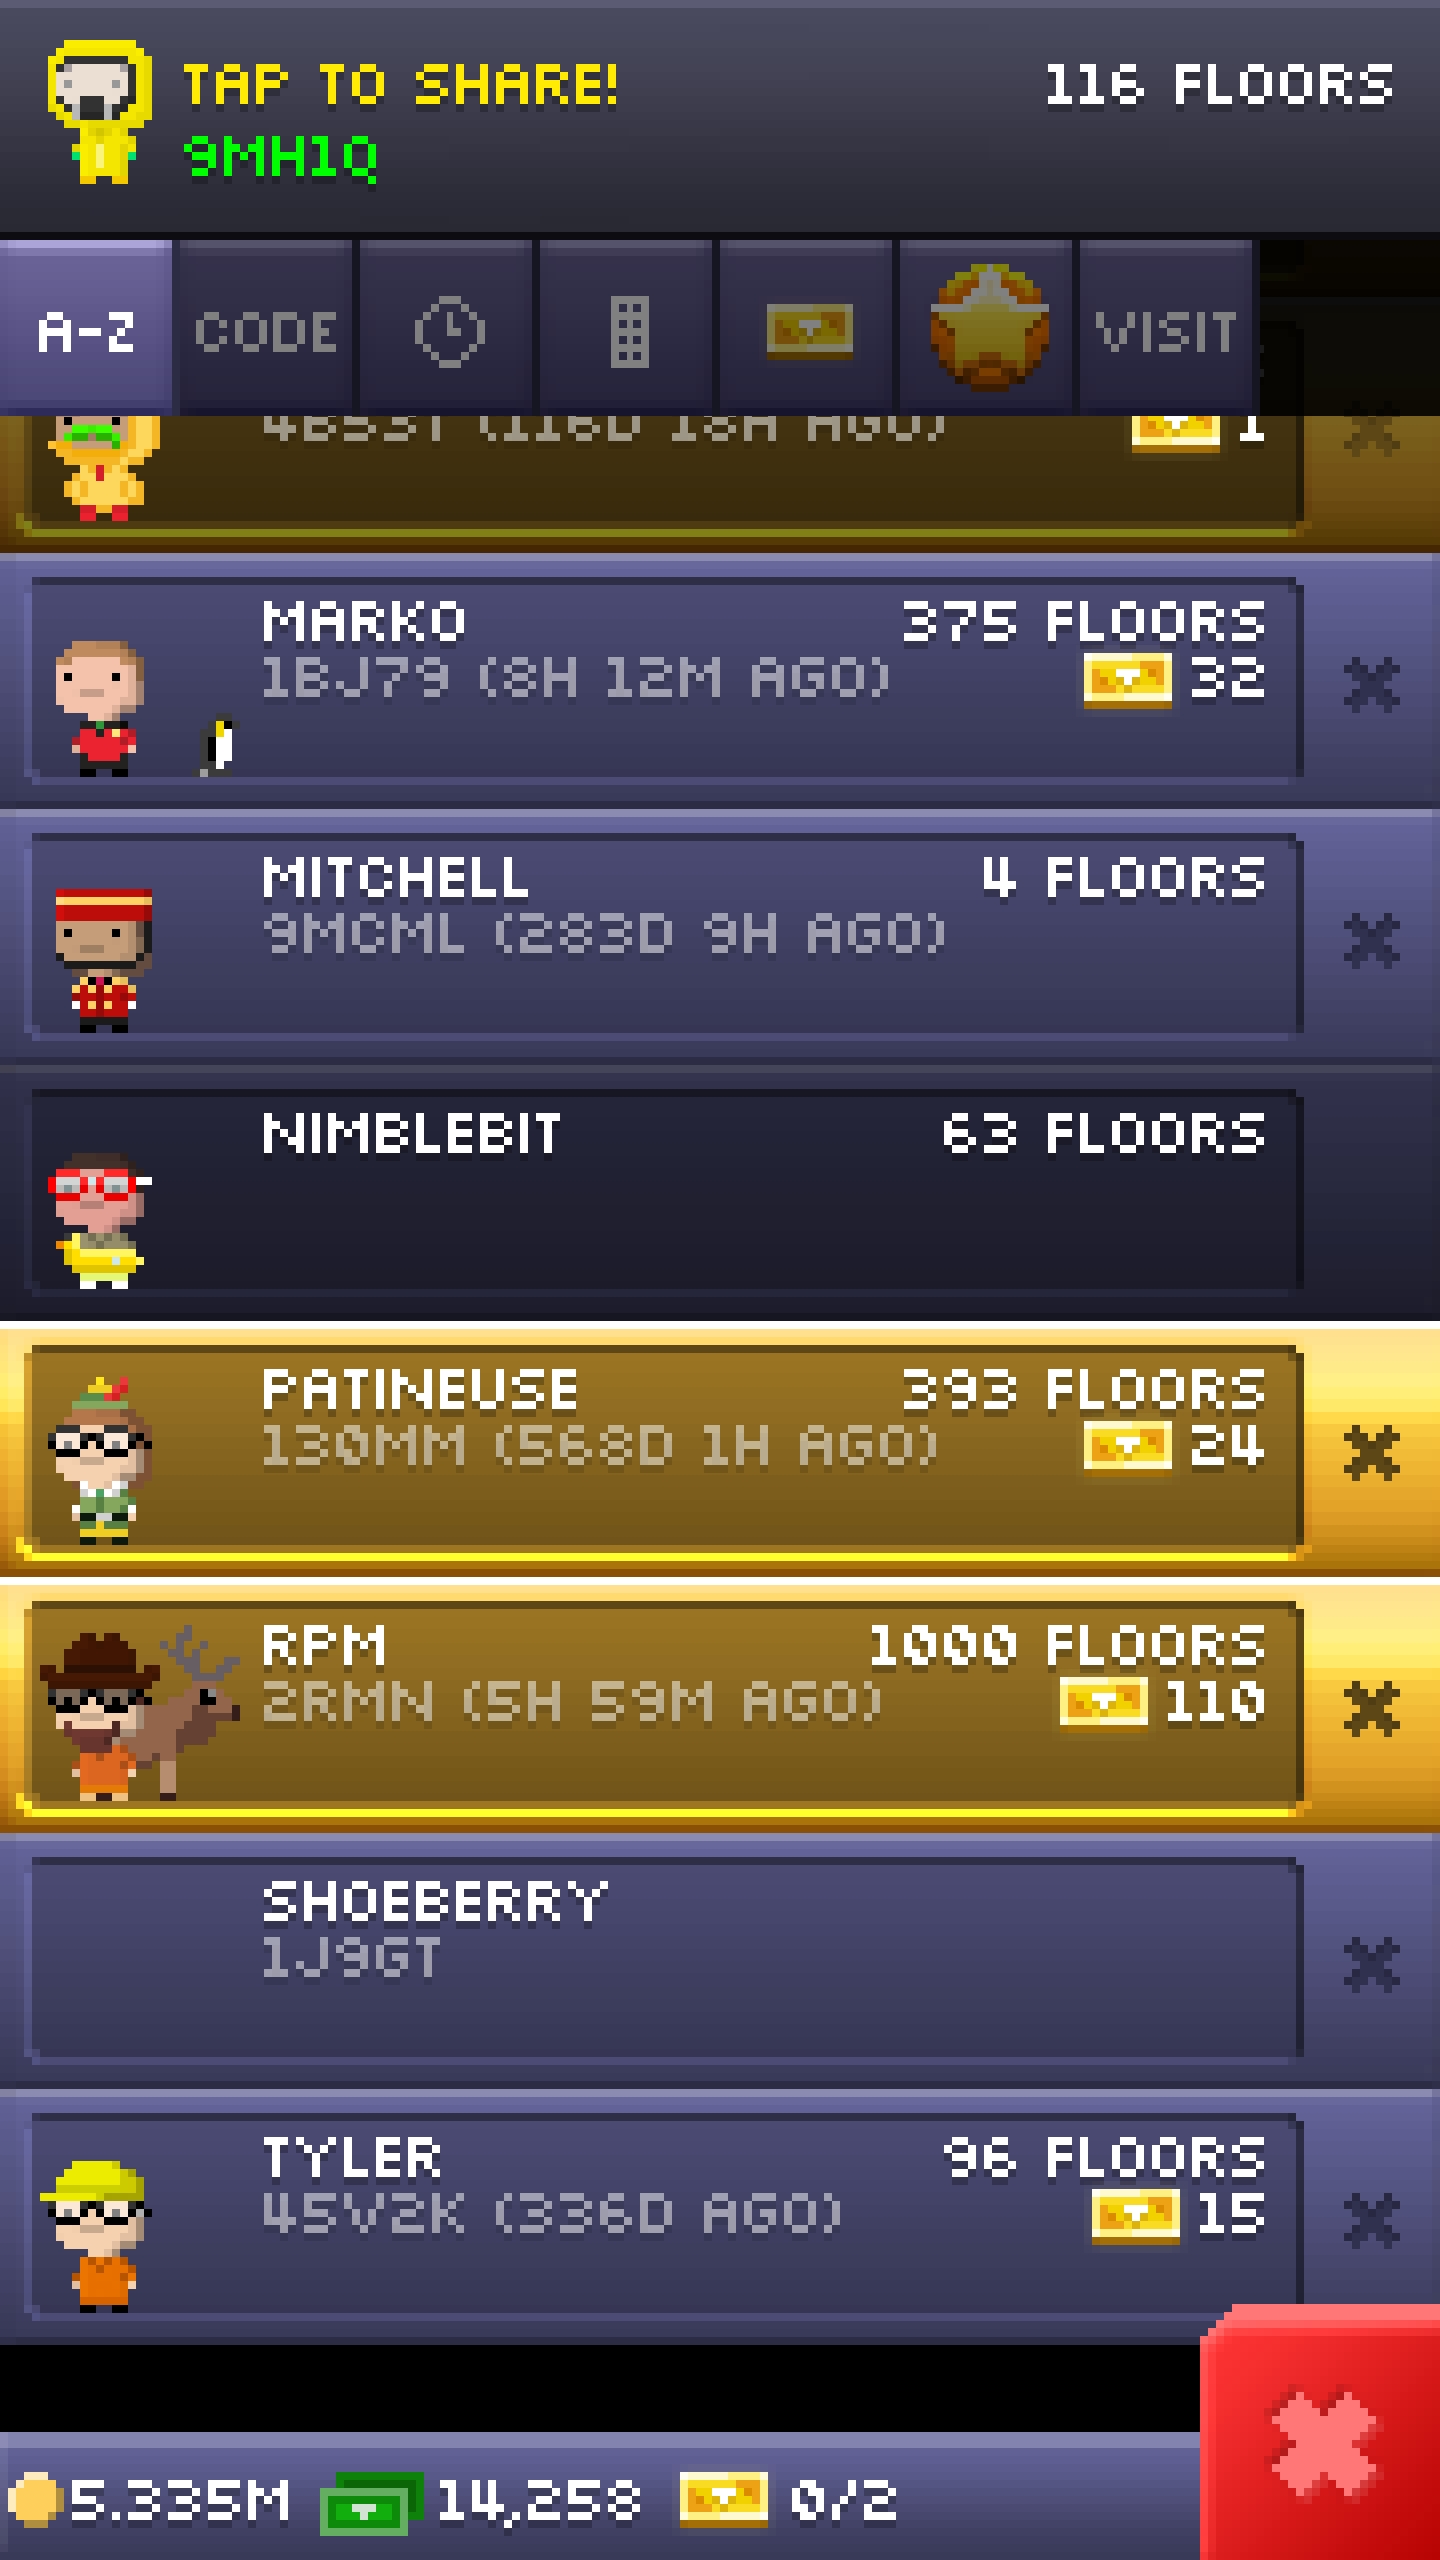 TAP TO SHARE!
116 FLOORS
9MH1Q
A-Z CODE VISIT
1
MARKO 375 FLOORS
1BJ79 (8H 12M AGO) 32
MITCHELL 4 FLOORS
9MCML (283D 9H AGO)
NIMBLEBIT 63 FLOORS
PATINEUSE 393 FLOORS
130MM (568D 1H AGO) 24
RPM 1000 FLOORS
2RMN (5H 59M AGO) 110
SHOEBERRY
1J9GT
TYLER 96 FLOORS
45V2K (336D AGO) 15
5.335M 14,258 0/2